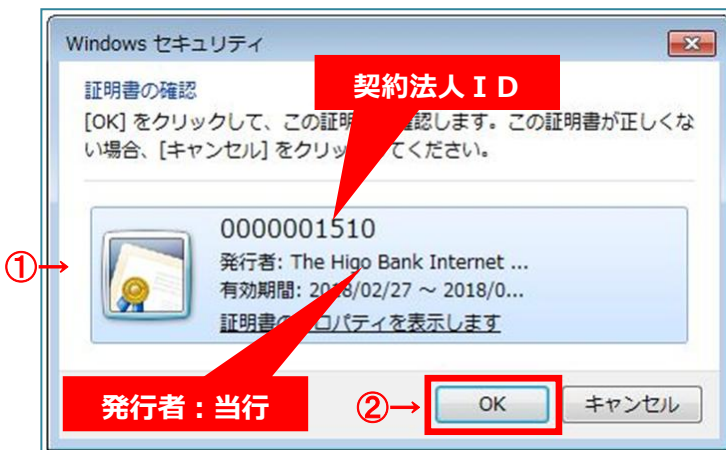 Windows セキュリティ
契約法人ＩＤ
証明書の確認
[OK] をクリックして、この証明 確認します。この証明書が正しくな
い場合、[キャンセル] をクリッ てください。
0000001510
①→
発行者: The Higo Bank Internet ...
有効期間: 2018/02/27 ～ 2018/0...
証明書の プロパティを表示します
発行者：当行
②→
OK
キャンセル